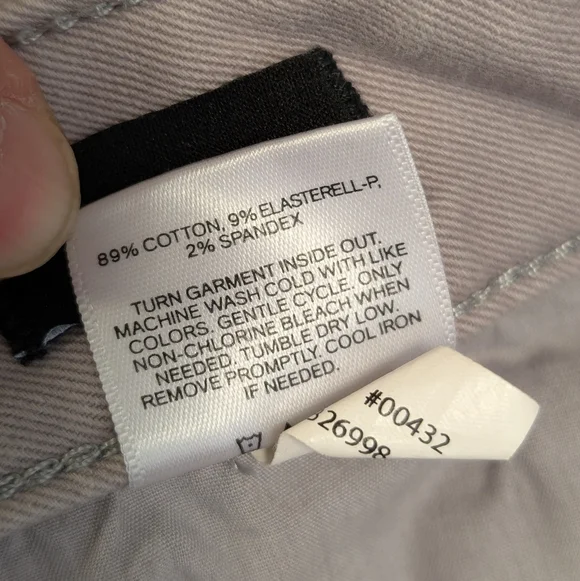 89% COTTON, 9% ELASTERELL-P,
2% SPANDEX
TURN GARMENT INSIDE OUT.
MACHINE WASH COLD WITH LIKE
COLORS. GENTLE CYCLE. ONLY
NON-CHLORINE BLEACH WHEN
NEEDED. TUMBLE DRY LOW.
REMOVE PROMPTLY. COOL IRON
IF NEEDED.
#00432